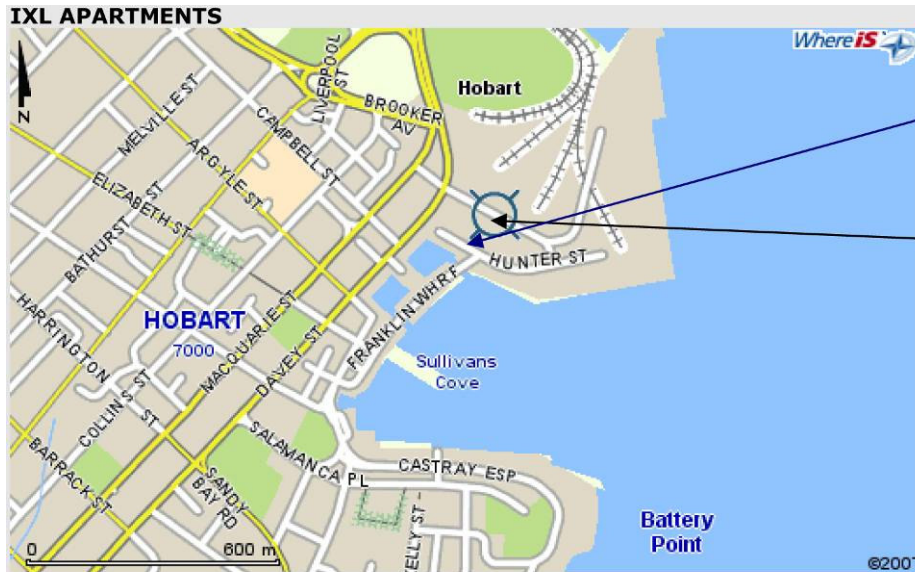 IXL APARTMENTS
WhereiS
N
LIVERPOOL
ST
Hobart
BROOKER
AV
MELVILLE ST
CAMPBELL ST
ARGYLE ST
ELIZABETH ST
BATHURST ST
HUNTER ST
HARRINGTON
ST
HOBART
7000
MACQUARIE ST
DAVEY ST
FRANKLIN WHRF
Sullivans
Cove
COLLINS ST
BARRACK ST
SALAMANCA PL
CASTRAY ESP
SANDY
BAY RD
KELLY ST
Battery
Point
0
600 m
©2007